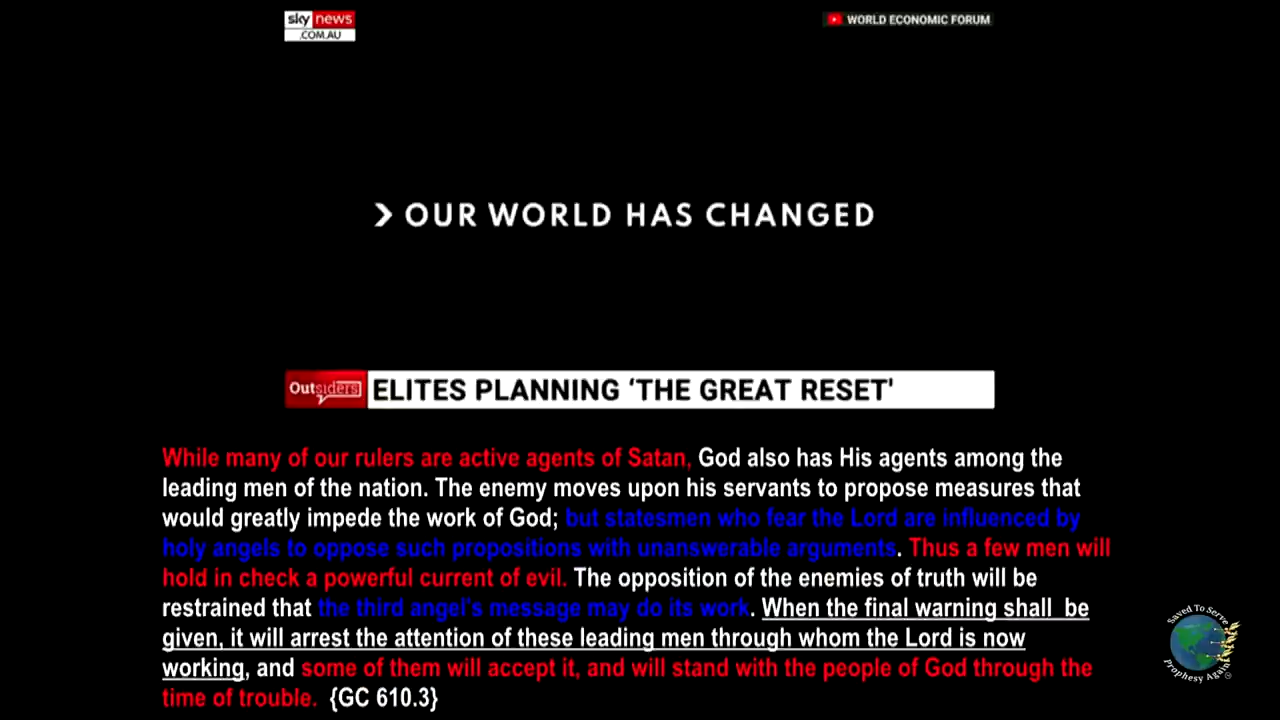 sky news
.COM.AU
WORLD ECONOMIC FORUM
OUR WORLD HAS CHANGED
Outsiders
ELITES PLANNING ‘THE GREAT RESET'
While many of our rulers are active agents of Satan, God also has His agents among the
leading men of the nation. The enemy moves upon his servants to propose measures that
would greatly impede the work of God; but statesmen who fear the Lord are influenced by
holy angels to oppose such propositions with unanswerable arguments. Thus a few men will
hold in check a powerful current of evil. The opposition of the enemies of truth will be
restrained that the third angel's message may do its work. When the final warning shall be
given, it will arrest the attention of these leading men through whom the Lord is now
working, and some of them will accept it, and will stand with the people of God through the
time of trouble. {GC 610.3}
Saved To Serve
Prophesy Again